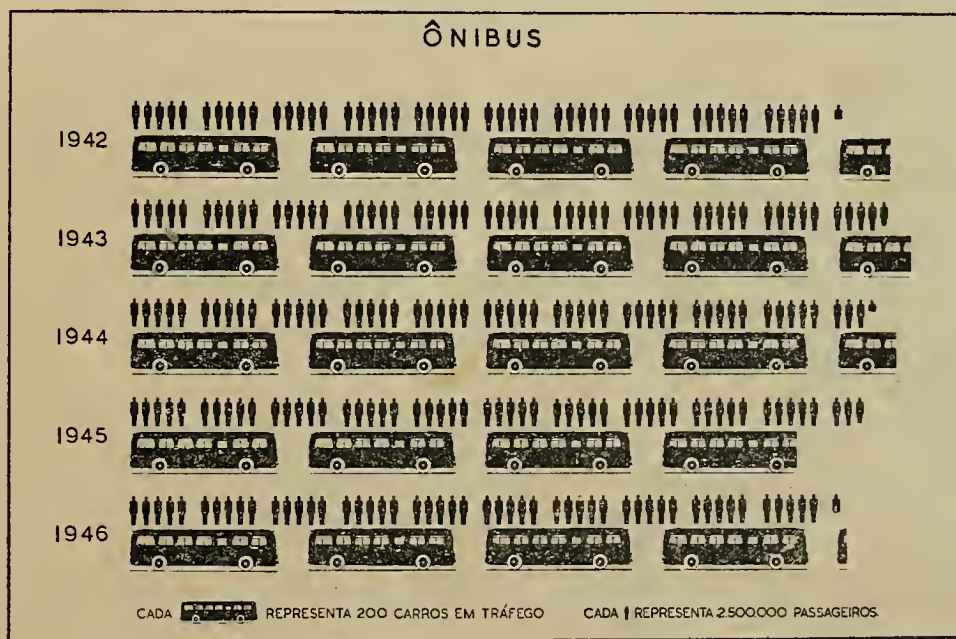 ÔNIBUS
1942
1943
1944
1945
1946
CADA REPRESENTA 200 CARROS EM TRÁFEGO CADA REPRESENTA 2.500.000 PASSAGEIROS.